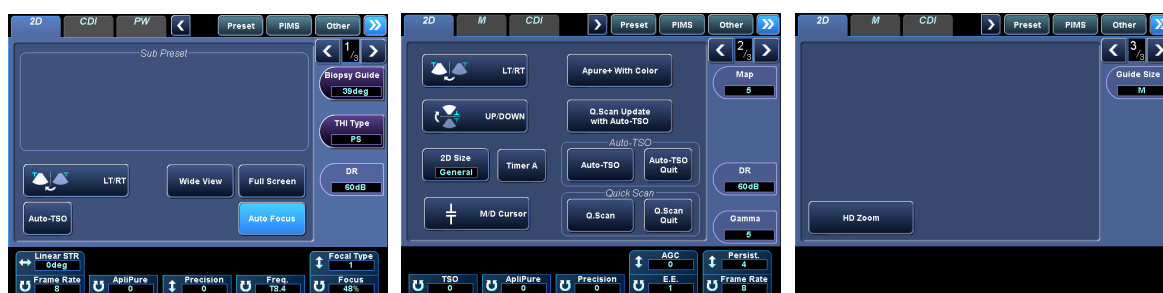 2D CDI PW Preset PIMS Other
1/3
Sub Preset
Biopsy Guide
39deg
THI Type
PS
DR
60dB
LT/RT
Wide View
Full Screen
Auto-TSO
Auto Focus
Linear STR
0deg
Focal Type
1
Frame Rate
8
ApliPure
0
Precision
0
Freq.
T8.4
Focus
48%
2D M CDI Preset PIMS Other
2/3
LT/RT
Apure+ With Color
Map
5
UP/DOWN
Q.Scan Update
with Auto-TSO
Auto-TSO
2D Size
General
Timer A
Auto-TSO
Auto-TSO
Quit
DR
60dB
Quick Scan
M/D Cursor
Q.Scan
Q.Scan
Quit
Gamma
5
AGC
0
Persist.
4
TSO
0
ApliPure
0
Precision
0
E.E.
1
Frame Rate
8
2D M CDI Preset PIMS Other
3/3
Guide Size
M
HD Zoom